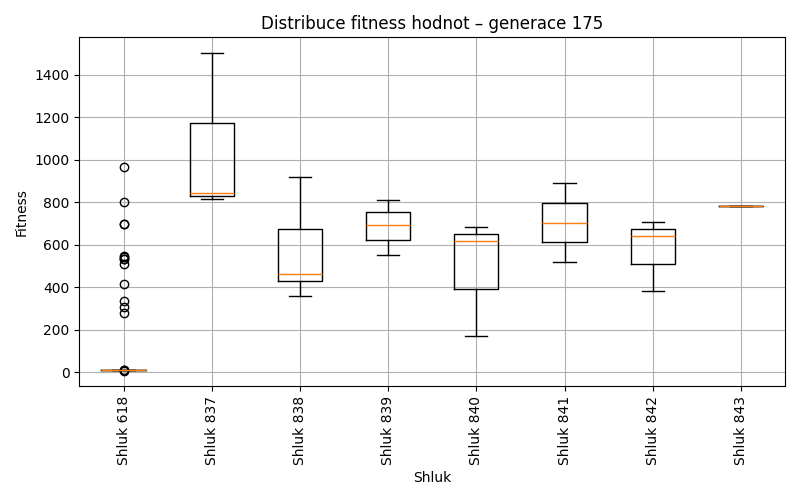 Distribuce fitness hodnot – generace 175
Fitness
1400
1200
1000
800
600
400
200
0
Shluk 618
Shluk 837
Shluk 838
Shluk 839
Shluk 840
Shluk 841
Shluk 842
Shluk 843
Shluk